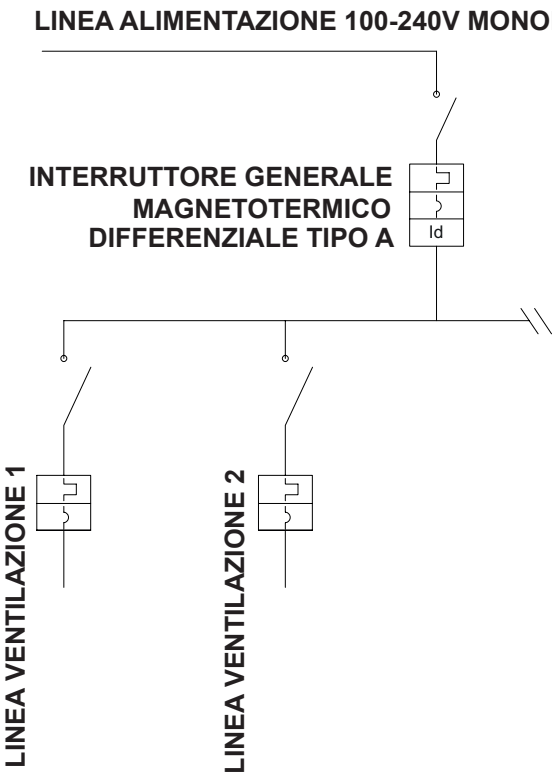 LINEA ALIMENTAZIONE 100-240V MONO
INTERRUTTORE GENERALE
MAGNETOTERMICO
DIFFERENZIALE TIPO A
Id
LINEA VENTILAZIONE 1
LINEA VENTILAZIONE 2